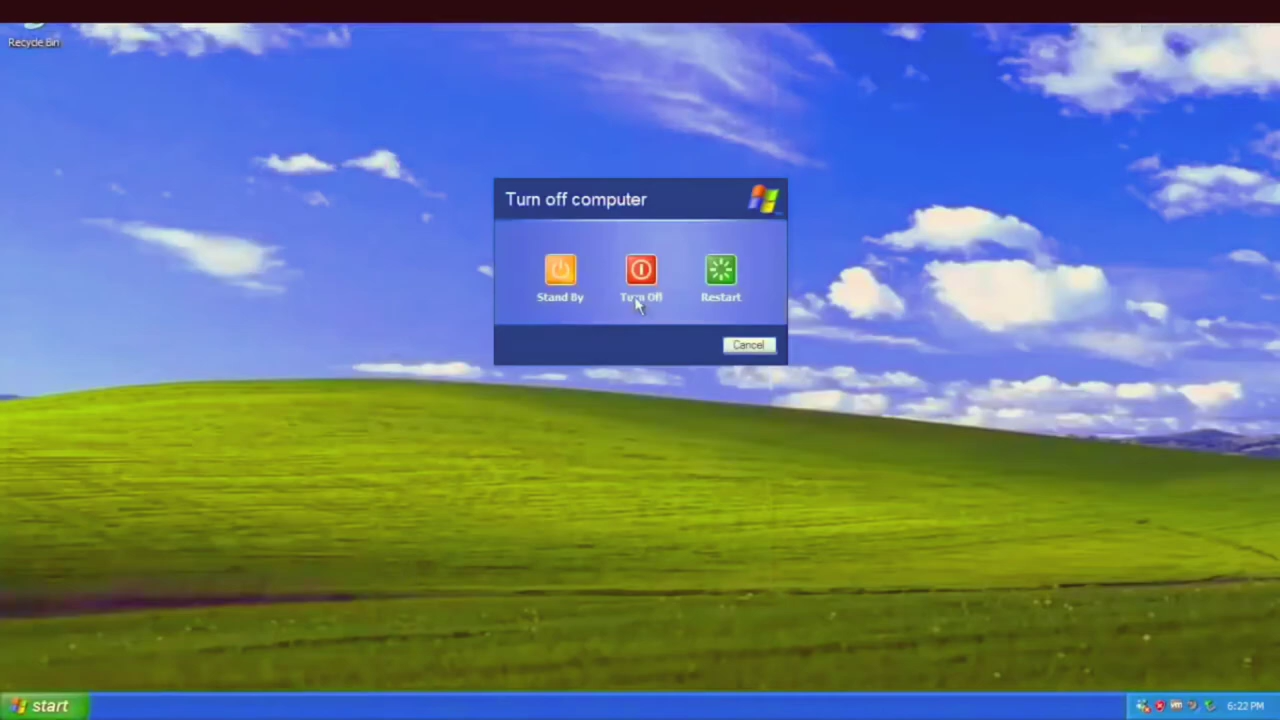 Recycle Bin
Turn off computer
Stand By
Turn Off
Restart
Cancel
start
6:22 PM